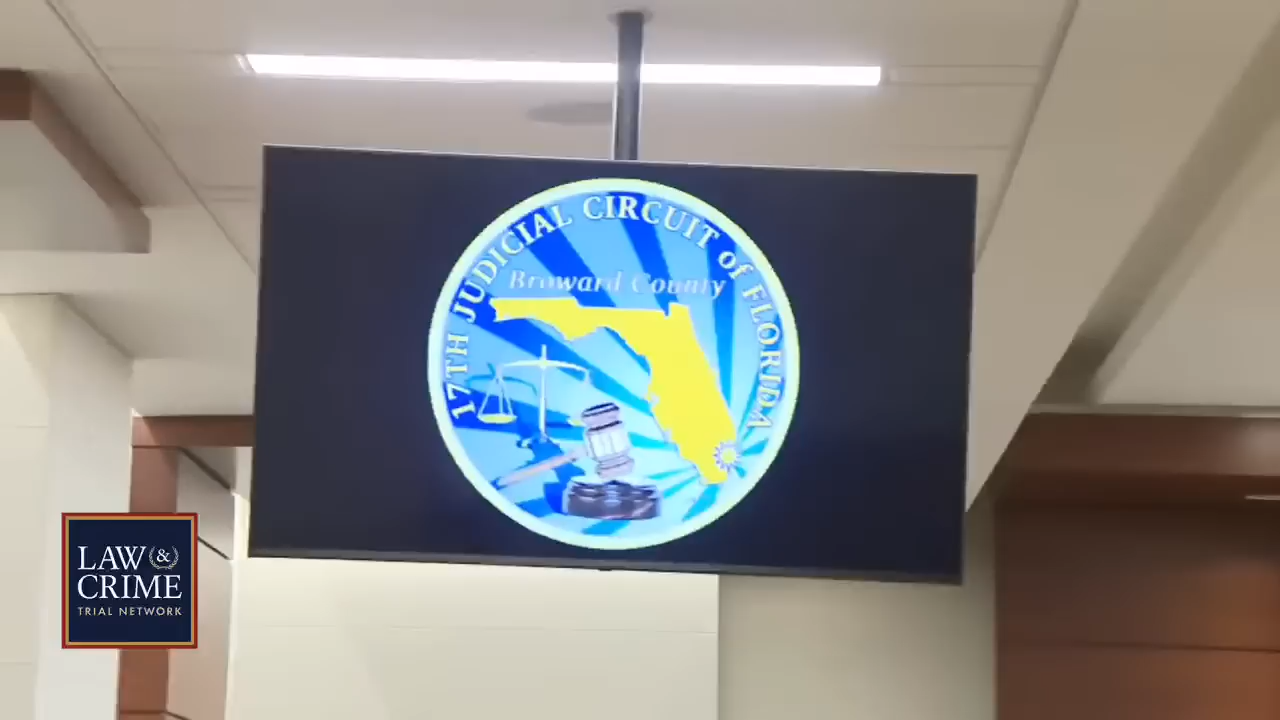 17TH JUDICIAL CIRCUIT of FLORIDA
Broward County
LAW &
CRIME
TRIAL NETWORK